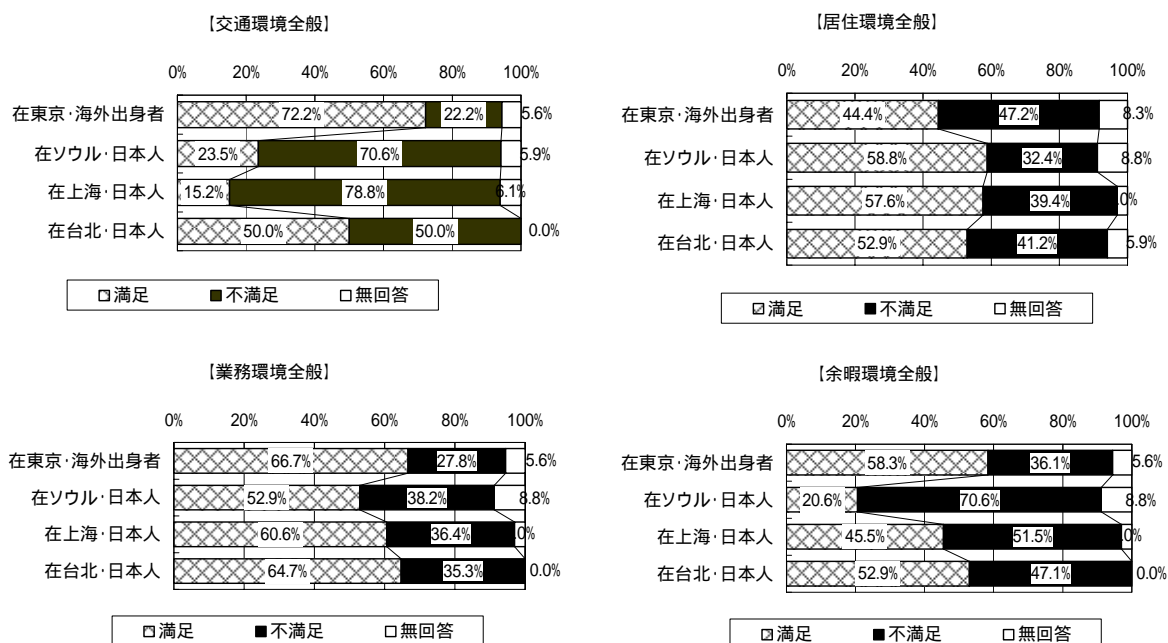 【交通環境全般】
0% 20% 40% 60% 80% 100%
在東京･海外出身者 72.2% 22.2% 5.6%
在ソウル･日本人 23.5% 70.6% 5.9%
在上海･日本人 15.2% 78.8% 6.1%
在台北･日本人 50.0% 50.0% 0.0%
満足 不満足 無回答
【居住環境全般】
0% 20% 40% 60% 80% 100%
在東京･海外出身者 44.4% 47.2% 8.3%
在ソウル･日本人 58.8% 32.4% 8.8%
在上海･日本人 57.6% 39.4%
在台北･日本人 52.9% 41.2% 5.9%
満足 不満足 無回答
【業務環境全般】
0% 20% 40% 60% 80% 100%
在東京･海外出身者 66.7% 27.8% 5.6%
在ソウル･日本人 52.9% 38.2% 8.8%
在上海･日本人 60.6% 36.4%
在台北･日本人 64.7% 35.3% 0.0%
満足 不満足 無回答
【余暇環境全般】
0% 20% 40% 60% 80% 100%
在東京･海外出身者 58.3% 36.1% 5.6%
在ソウル･日本人 20.6% 70.6% 8.8%
在上海･日本人 45.5% 51.5%
在台北･日本人 52.9% 47.1% 0.0%
満足 不満足 無回答